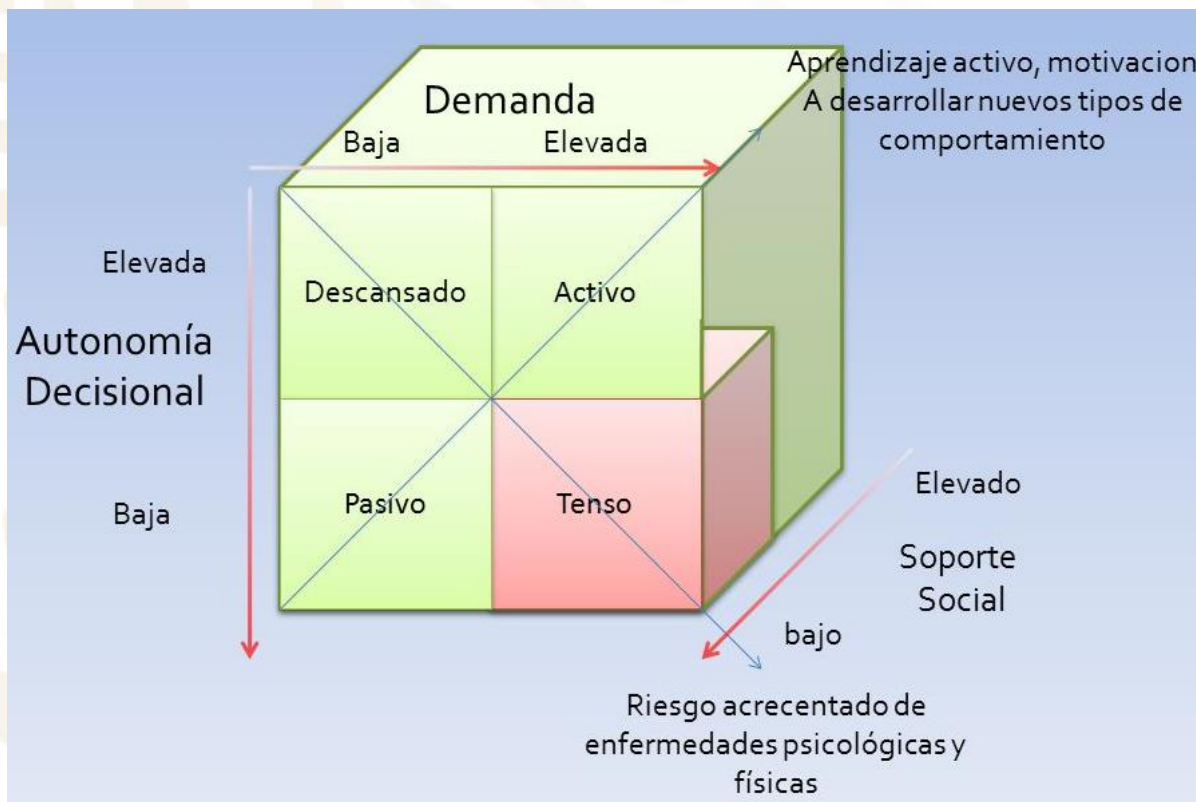 Demanda
Baja Elevada
Aprendizaje activo, motivacion
A desarrollar nuevos tipos de
comportamiento
Elevada
Autonomía
Decisional
Baja
Descansado Activo
Pasivo Tenso
Elevado
Soporte
Social
bajo
Riesgo acrecentado de
enfermedades psicológicas y
físicas